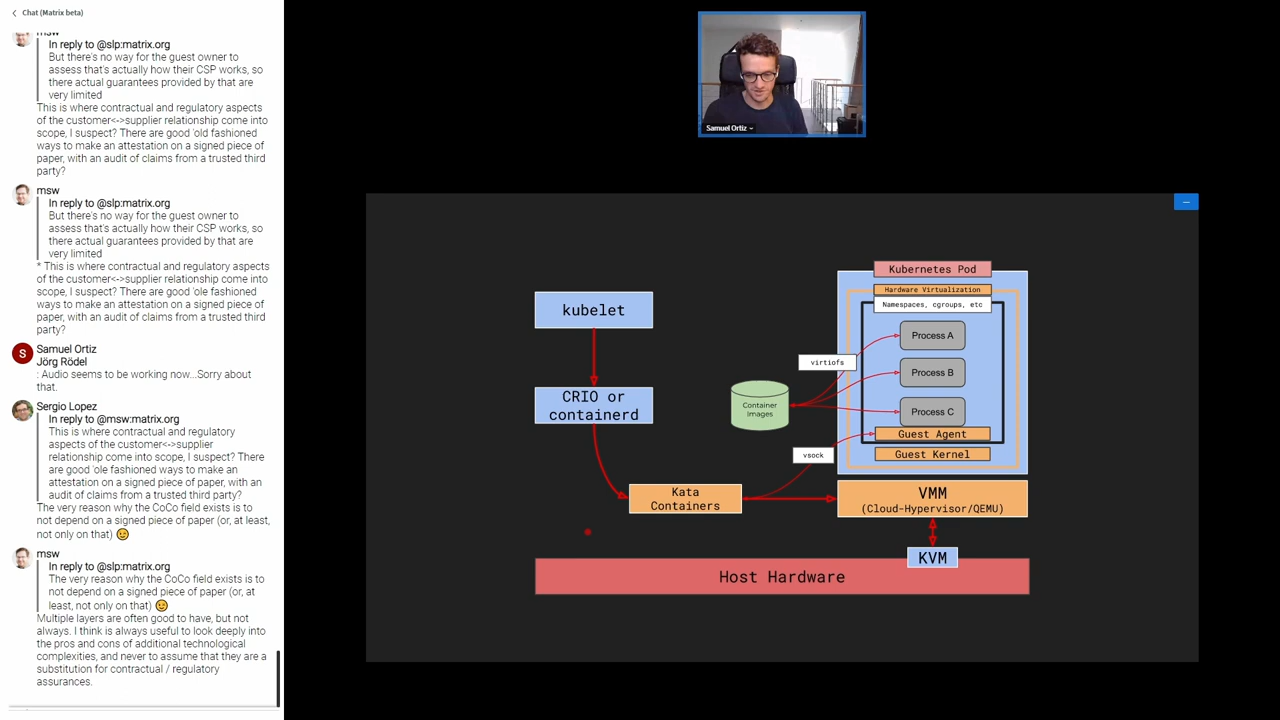 Chat (Matrix beta)
msw
In reply to @slp:matrix.org
But there's no way for the guest owner to
assess that's actually how their CSP works, so
there actual guarantees provided by that are
very limited
This is where contractual and regulatory aspects
of the customer<->supplier relationship come into
scope, I suspect? There are good 'old fashioned
ways to make an attestation on a signed piece of
paper, with an audit of claims from a trusted third
party?
msw
In reply to @slp:matrix.org
But there's no way for the guest owner to
assess that's actually how their CSP works, so
there actual guarantees provided by that are
very limited
* This is where contractual and regulatory aspects
of the customer<->supplier relationship come into
scope, I suspect? There are good 'ole fashioned
ways to make an attestation on a signed piece of
paper, with an audit of claims from a trusted third
party?
S
Samuel Ortiz
Jörg Rödel
: Audio seems to be working now...Sorry about
that.
Sergio Lopez
In reply to @msw:matrix.org
This is where contractual and regulatory
aspects of the customer<->supplier
relationship come into scope, I suspect? There
are good 'ole fashioned ways to make an
attestation on a signed piece of paper, with an
audit of claims from a trusted third party?
The very reason why the CoCo field exists is to
not depend on a signed piece of paper (or, at least,
not only on that) 😉
msw
In reply to @slp:matrix.org
The very reason why the CoCo field exists is to
not depend on a signed piece of paper (or, at
least, not only on that) 😉
Multiple layers are often good to have, but not
always. I think is always useful to look deeply into
the pros and cons of additional technological
complexities, and never to assume that they are a
substitution for contractual / regulatory
assurances.
Samuel Ortiz
Kubernetes Pod
Hardware Virtualization
Namespaces, cgroups, etc
kubelet
Process A
virtiofs
Process B
CRIO or
containerd
Container
Images
Process C
Guest Agent
vsock
Guest Kernel
Kata
Containers
VMM
(Cloud-Hypervisor/QEMU)
KVM
Host Hardware